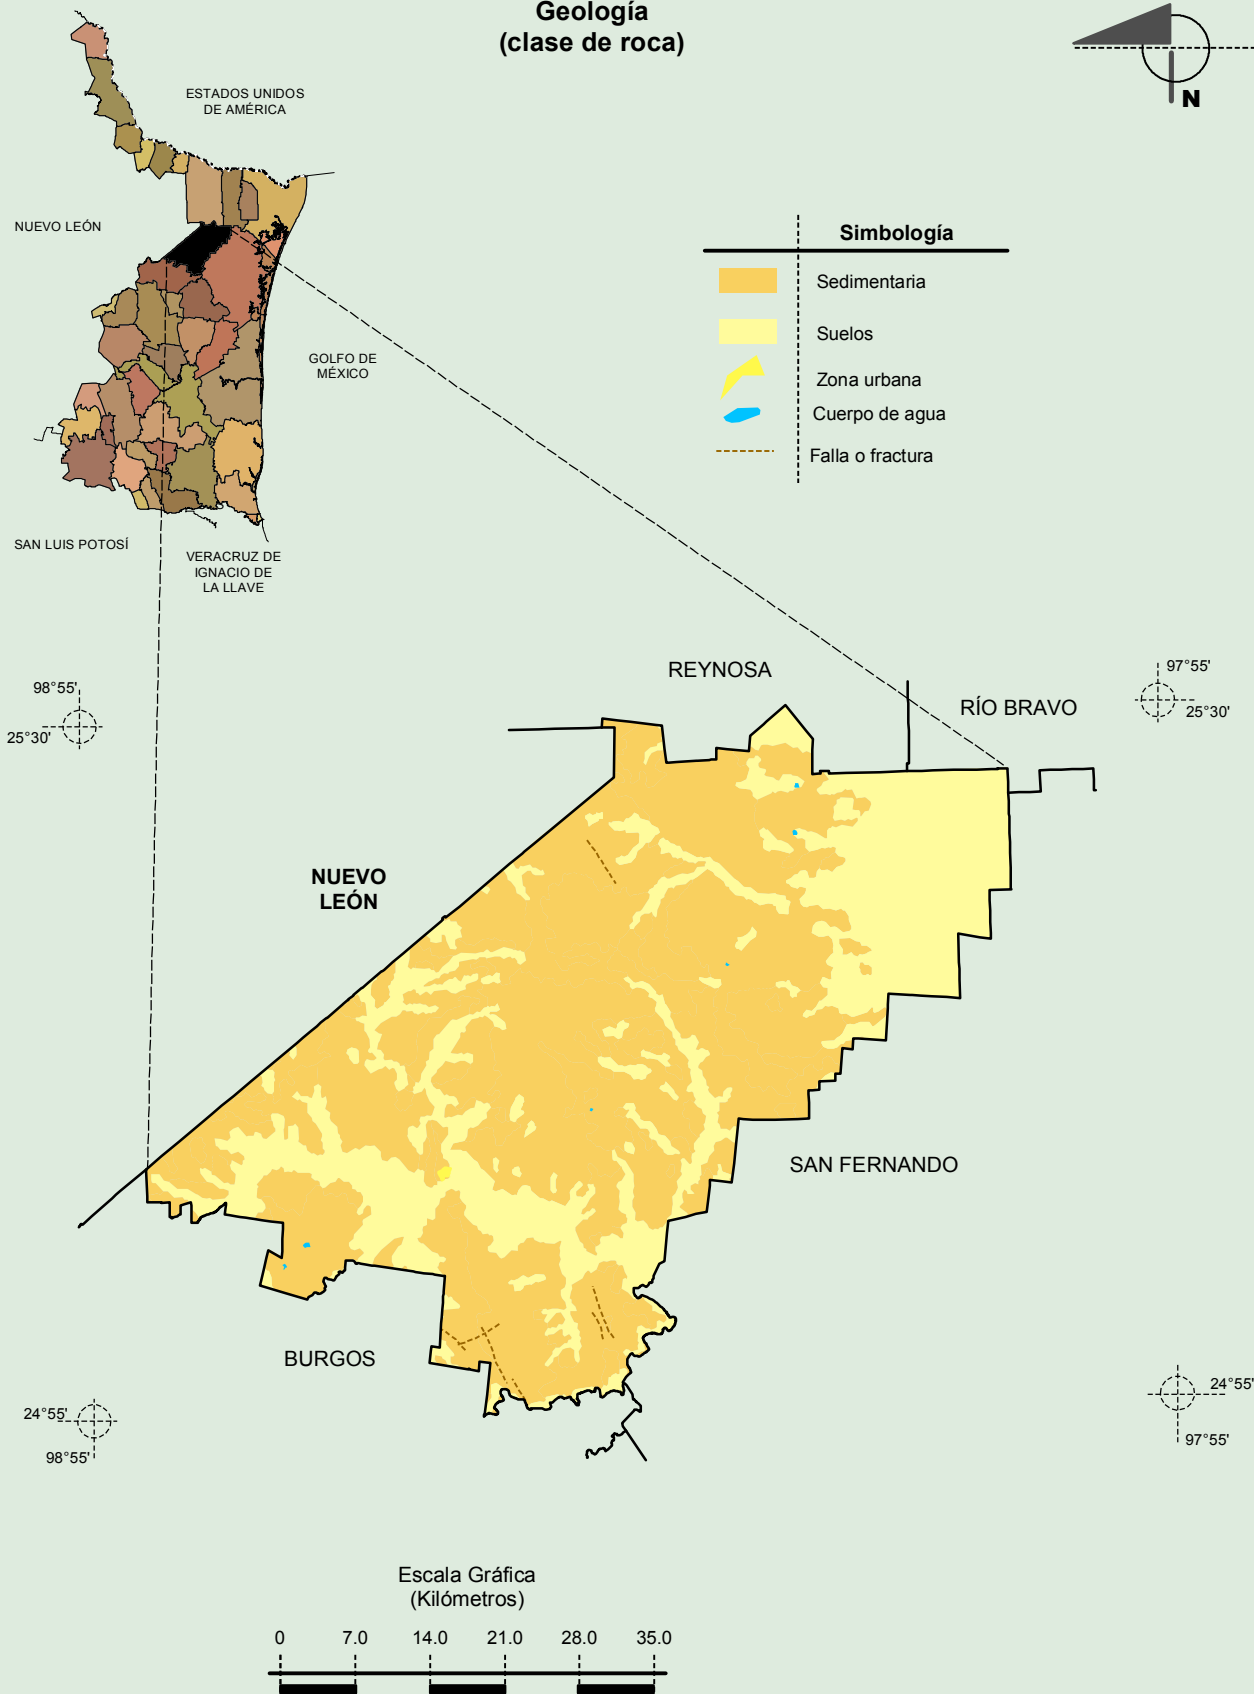 Geología
(clase de roca)
N
ESTADOS UNIDOS
DE AMÉRICA
NUEVO LEÓN
GOLFO DE
MÉXICO
SAN LUIS POTOSÍ
VERACRUZ DE
IGNACIO DE
LA LLAVE
Simbología
Sedimentaria
Suelos
Zona urbana
Cuerpo de agua
Falla o fractura
98°55'
25°30'
97°55'
25°30'
REYNOSA
RÍO BRAVO
NUEVO
LEÓN
SAN FERNANDO
BURGOS
24°55'
98°55'
24°55'
97°55'
Escala Gráfica
(Kilómetros)
0 7.0 14.0 21.0 28.0 35.0